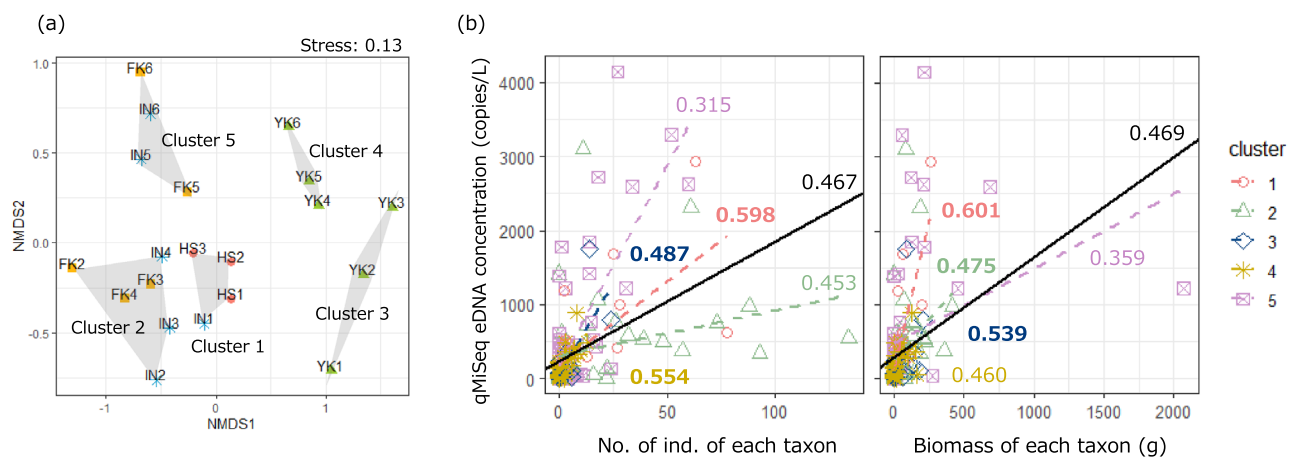 (a)
Stress: 0.13
1.0
0.5
0.0
-0.5
NMDS2
-1
0
1
NMDS1
FK6
IN6
Cluster 5
IN5
FK5
YK6
Cluster 4
YK5
YK4
YK3
YK2
Cluster 3
YK1
HS3
HS2
HS1
IN4
FK2
FK3
FK4
Cluster 2
IN3
IN1
Cluster 1
IN2
(b)
qMiSeq eDNA concentration (copies/L)
4000
3000
2000
1000
0
0.315
0.467
0.598
0.487
0.453
0.554
0
50
100
No. of ind. of each taxon
0.469
0.601
0.475
0.359
0.539
0.460
0
500
1000
1500
2000
Biomass of each taxon (g)
cluster
1
2
3
4
5